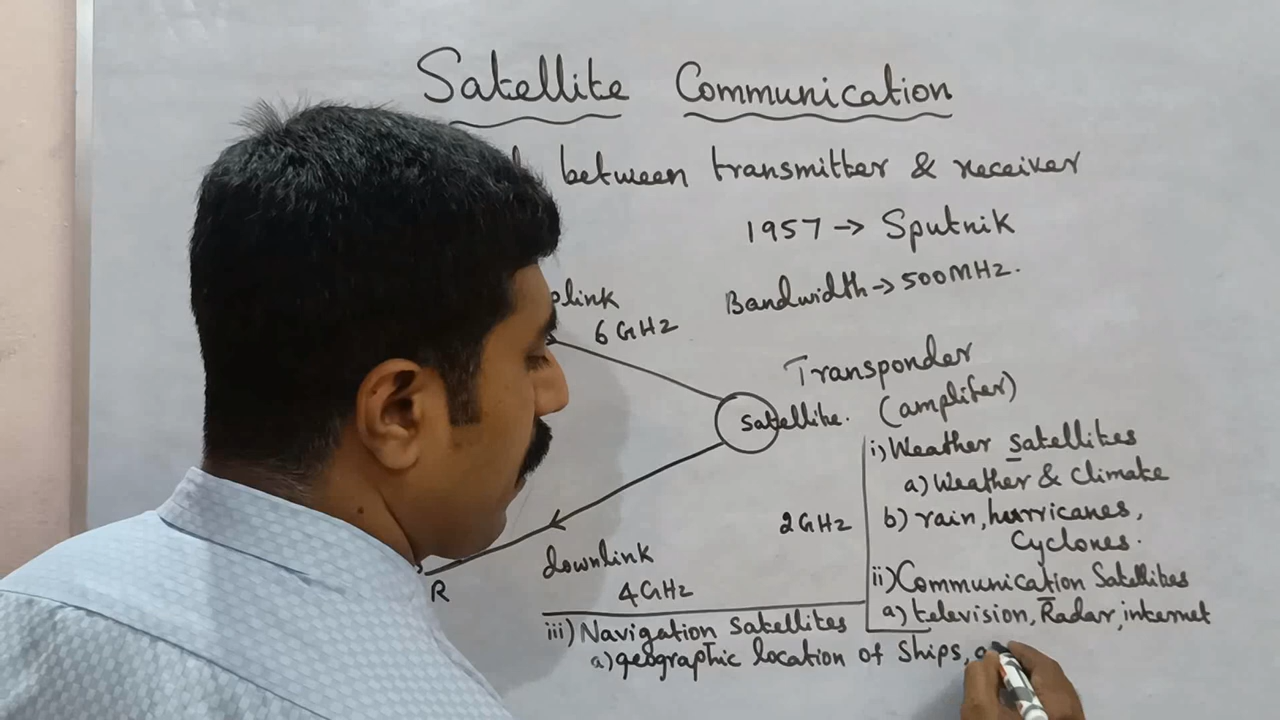 Satellite Communication
between transmitter & receiver
1957 → Sputnik
Bandwidth → 500MHz.
plink
6 GHz
Transponder
(amplifier)
Satellite.
i) Weather Satellites
a) Weather & climate
b) rain, hurricanes,
Cyclones.
2GHz
downlink
4GHz
R
ii) Communication Satellites
a) television, Radar, internet
iii) Navigation Satellites
a) geographic location of Ships, a